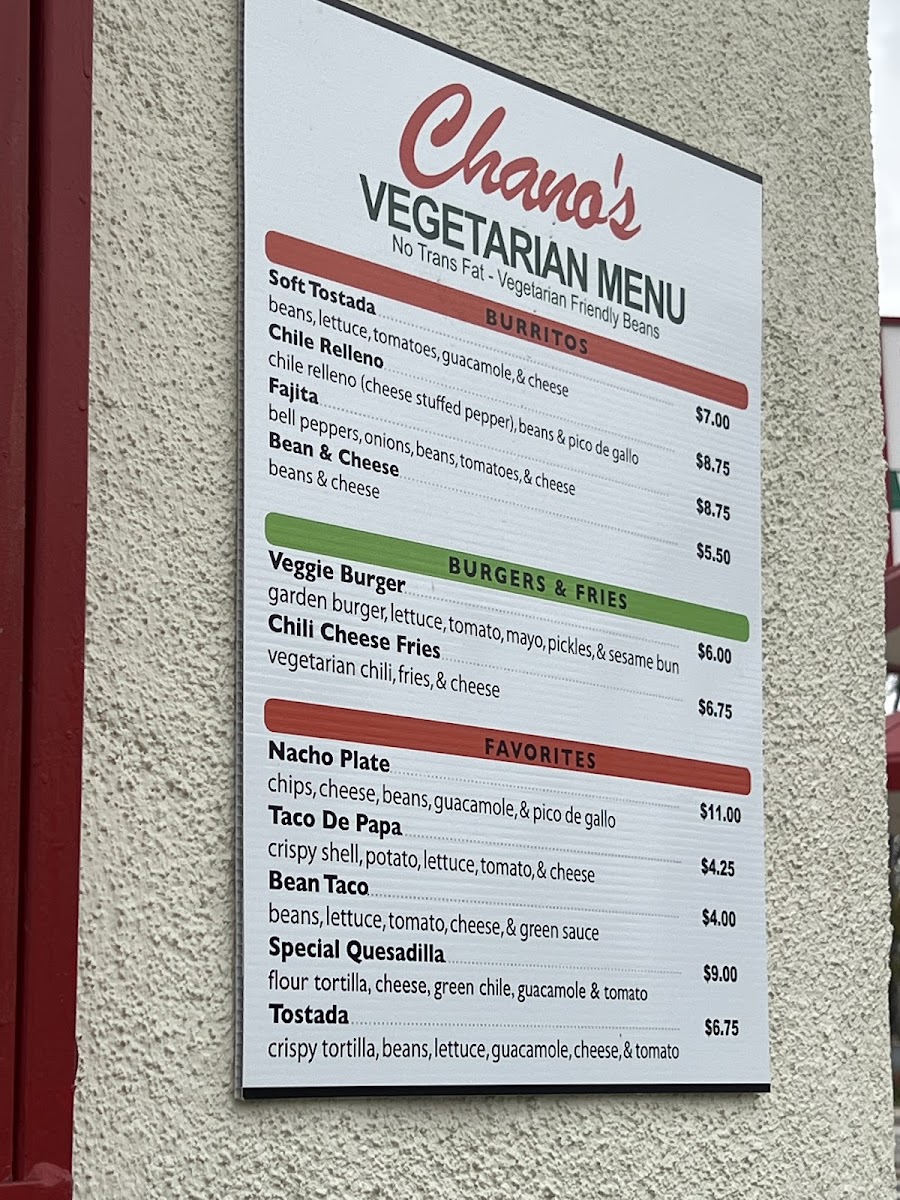 Chano's
VEGETARIAN MENU
No Trans Fat - Vegetarian Friendly Beans
BURRITOS
Soft Tostada $7.00
beans, lettuce, tomatoes, guacamole, & cheese
Chile Relleno $8.75
chile relleno (cheese stuffed pepper), beans & pico de gallo
Fajita $8.75
bell peppers, onions, beans, tomatoes, & cheese
Bean & Cheese $5.50
beans & cheese
BURGERS & FRIES
Veggie Burger $6.00
garden burger, lettuce, tomato, mayo, pickles, & sesame bun
Chili Cheese Fries $6.75
vegetarian chili, fries, & cheese
FAVORITES
Nacho Plate $11.00
chips, cheese, beans, guacamole, & pico de gallo
Taco De Papa $4.25
crispy shell, potato, lettuce, tomato, & cheese
Bean Taco $4.00
beans, lettuce, tomato, cheese, & green sauce
Special Quesadilla $9.00
flour tortilla, cheese, green chile, guacamole & tomato
Tostada $6.75
crispy tortilla, beans, lettuce, guacamole, cheese, & tomato